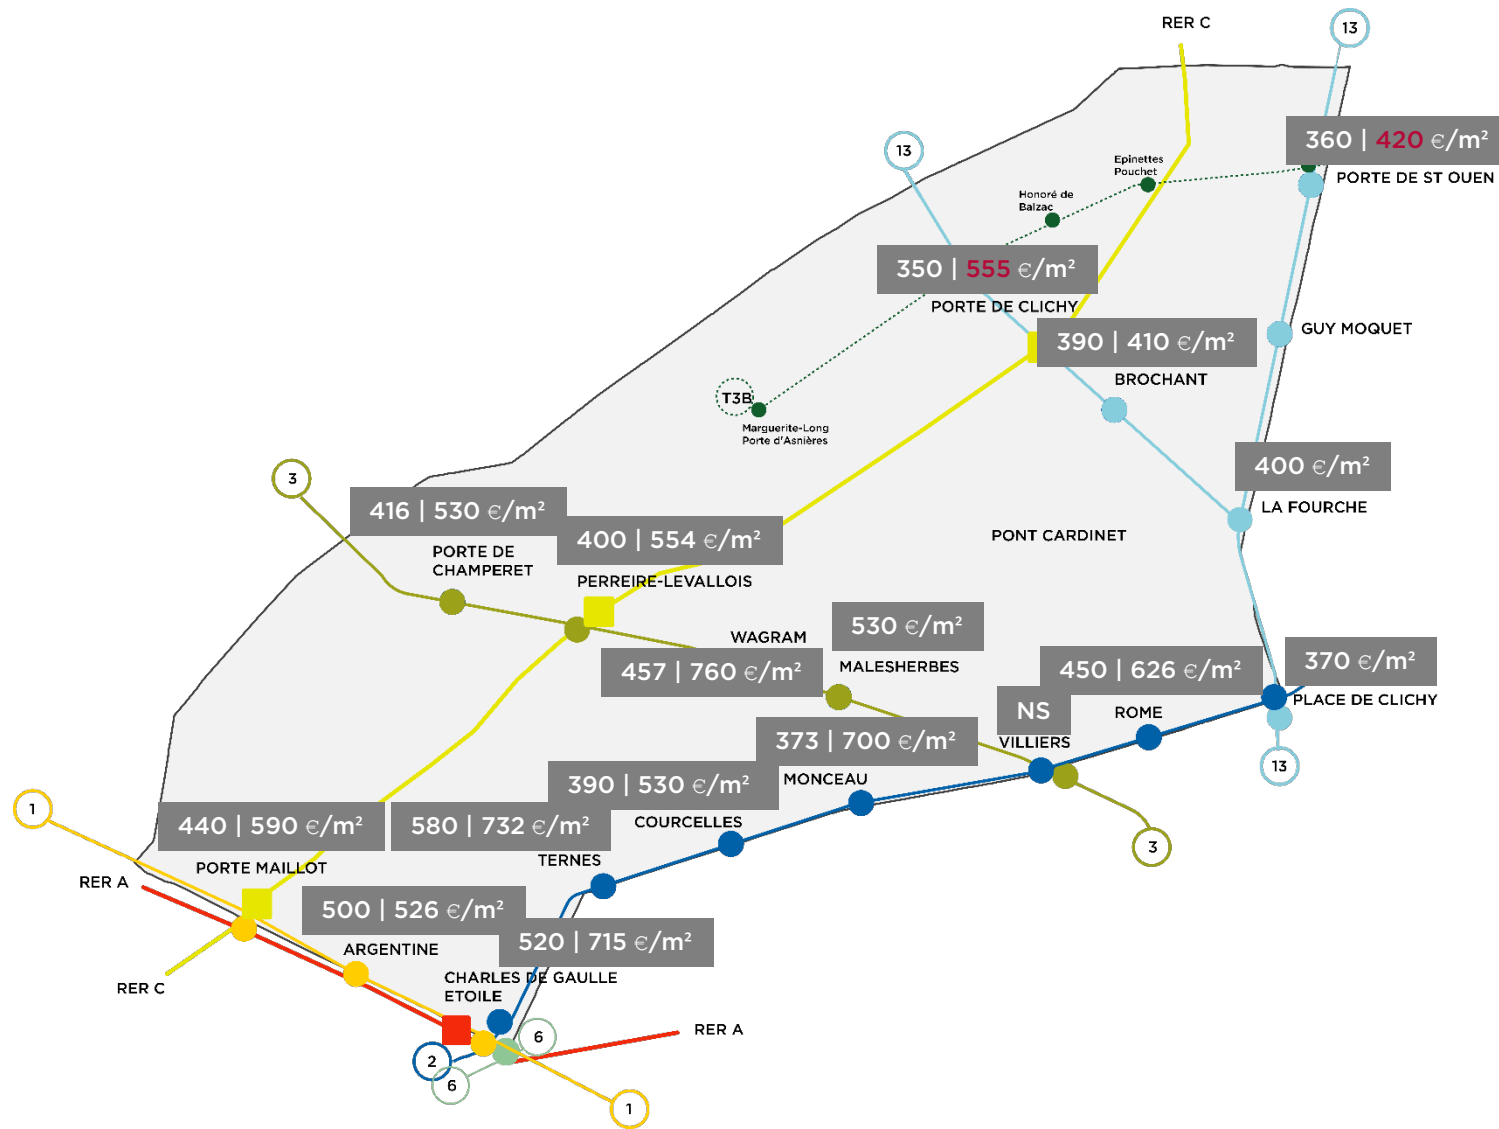 RER C
13
360 | 420 €/m²
PORTE DE ST OUEN
13
Epinettes
Pouchet
Honoré de
Balzac
350 | 555 €/m²
PORTE DE CLICHY
GUY MOQUET
390 | 410 €/m²
BROCHANT
T3B
Marguerite-Long
Porte d'Asnières
400 €/m²
LA FOURCHE
3
416 | 530 €/m²
PORTE DE
CHAMPERET
400 | 554 €/m²
PERREIRE-LEVALLOIS
PONT CARDINET
WAGRAM
457 | 760 €/m²
530 €/m²
MALESHERBES
450 | 626 €/m²
ROME
370 €/m²
PLACE DE CLICHY
NS
VILLIERS
373 | 700 €/m²
MONCEAU
13
390 | 530 €/m²
COURCELLES
1
440 | 590 €/m²
PORTE MAILLOT
580 | 732 €/m²
TERNES
3
RER A
500 | 526 €/m²
ARGENTINE
520 | 715 €/m²
CHARLES DE GAULLE
ETOILE
RER C
RER A
6
2
6
1